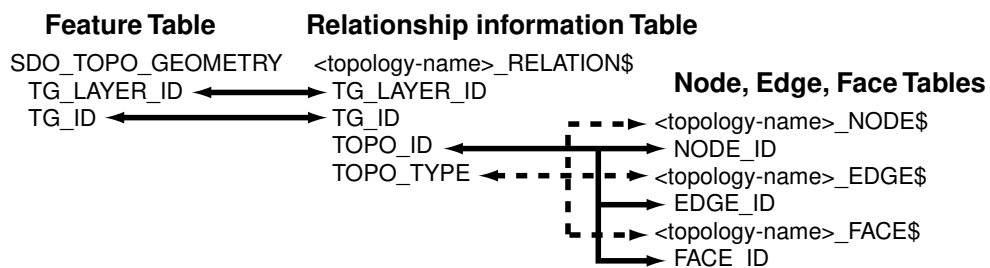 Feature Table
SDO_TOPO_GEOMETRY
TG_LAYER_ID
TG_ID
Relationship information Table
<topology-name>_RELATION$
TG_LAYER_ID
TG_ID
TOPO_ID
TOPO_TYPE
Node, Edge, Face Tables
<topology-name>_NODE$
NODE_ID
<topology-name>_EDGE$
EDGE_ID
<topology-name>_FACE$
FACE_ID